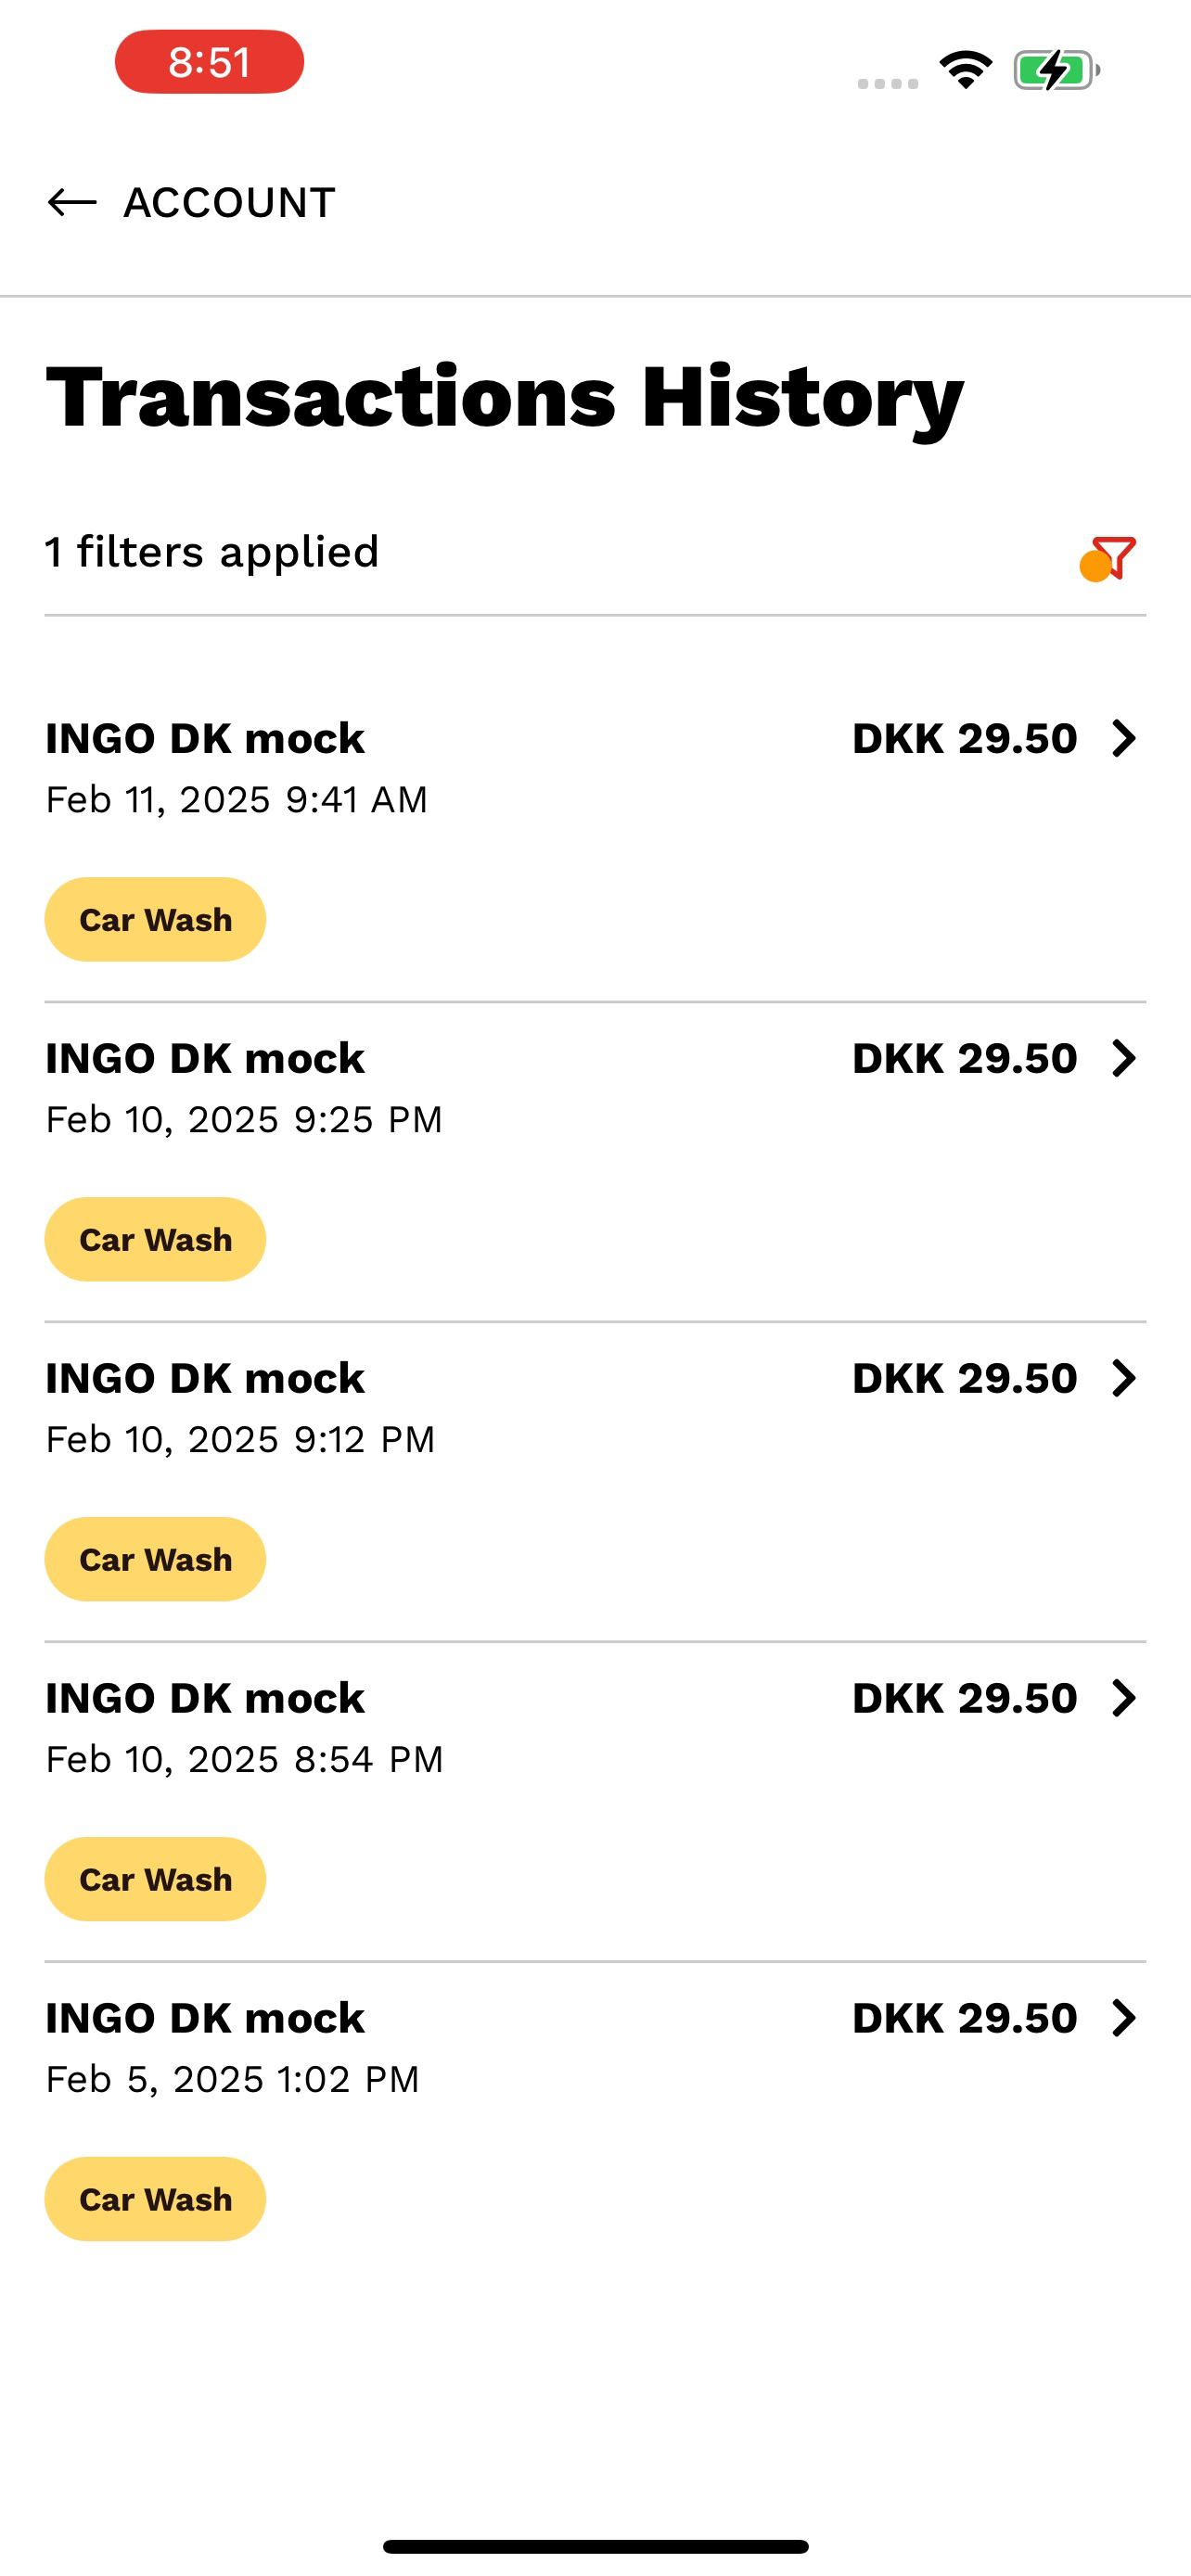 8:51
ACCOUNT
Transactions History
1 filters applied
INGO DK mock DKK 29.50
Feb 11, 2025 9:41 AM
Car Wash
INGO DK mock DKK 29.50
Feb 10, 2025 9:25 PM
Car Wash
INGO DK mock DKK 29.50
Feb 10, 2025 9:12 PM
Car Wash
INGO DK mock DKK 29.50
Feb 10, 2025 8:54 PM
Car Wash
INGO DK mock DKK 29.50
Feb 5, 2025 1:02 PM
Car Wash